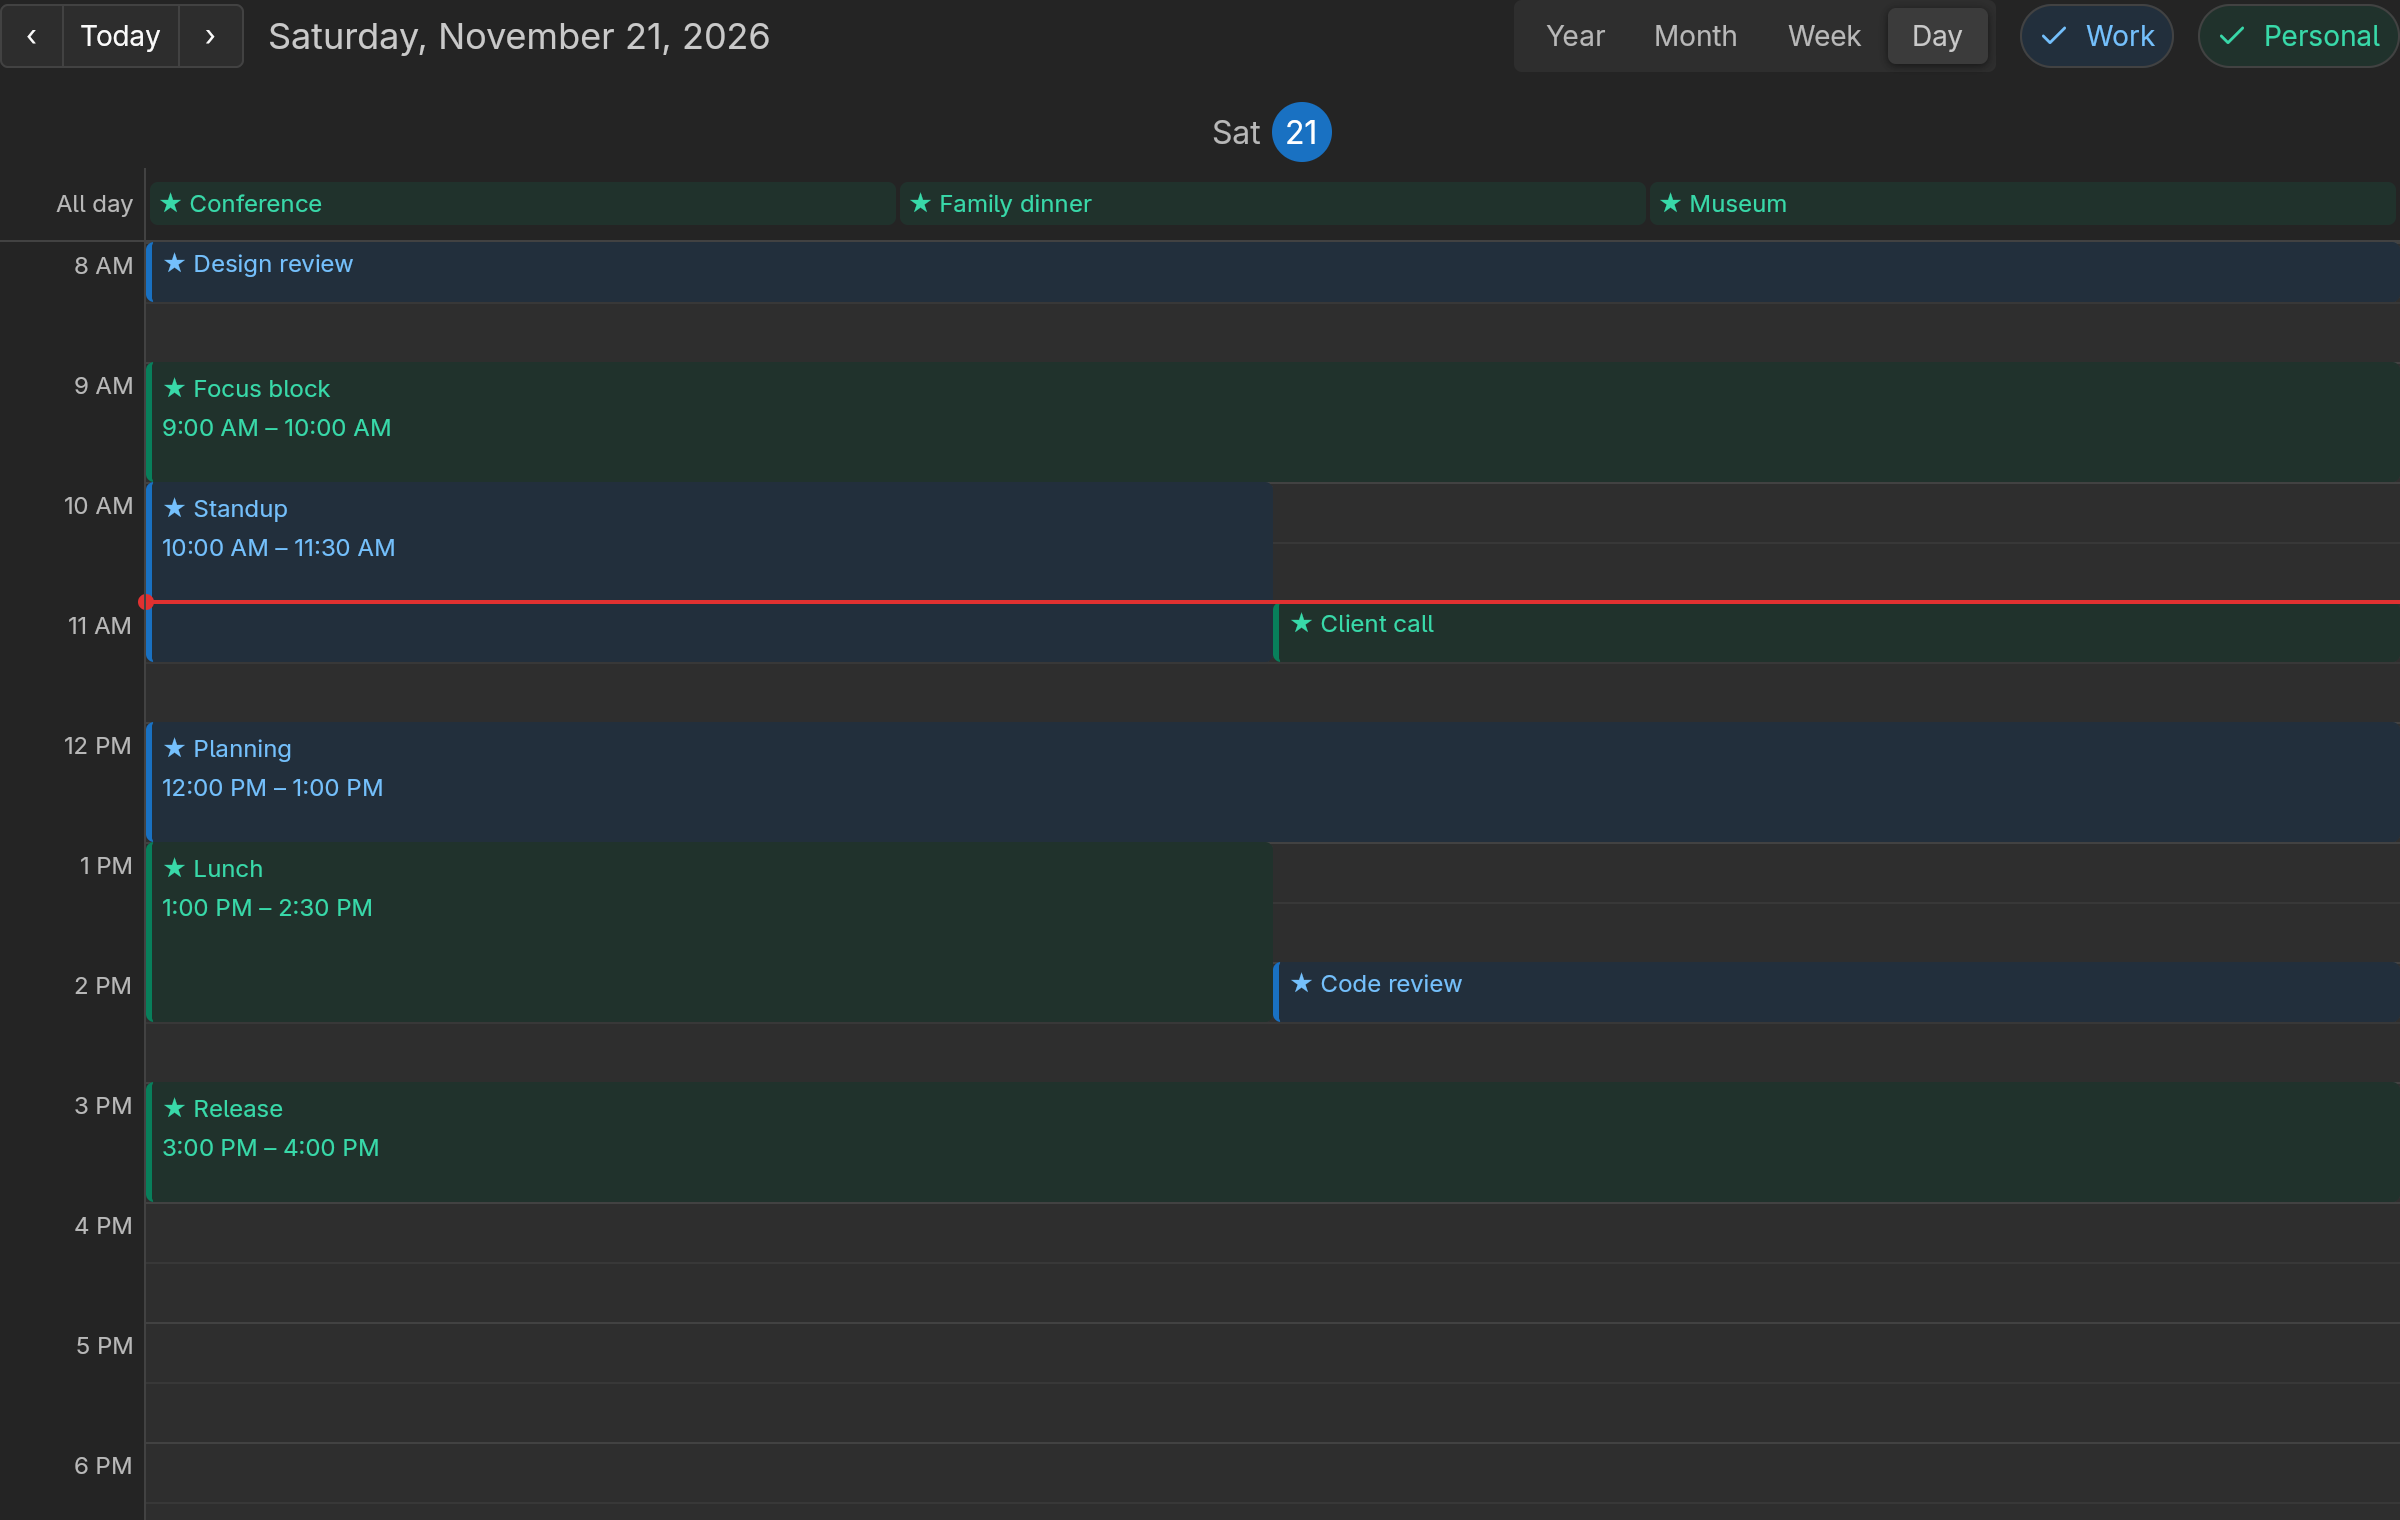 ‹ Today › Saturday, November 21, 2026 Year Month Week Day ✓ Work ✓ Personal
Sat 21
All day ★ Conference ★ Family dinner ★ Museum
8 AM ★ Design review
9 AM ★ Focus block
9:00 AM – 10:00 AM
10 AM ★ Standup
10:00 AM – 11:30 AM
11 AM ★ Client call
12 PM ★ Planning
12:00 PM – 1:00 PM
1 PM ★ Lunch
1:00 PM – 2:30 PM
2 PM ★ Code review
3 PM ★ Release
3:00 PM – 4:00 PM
4 PM
5 PM
6 PM